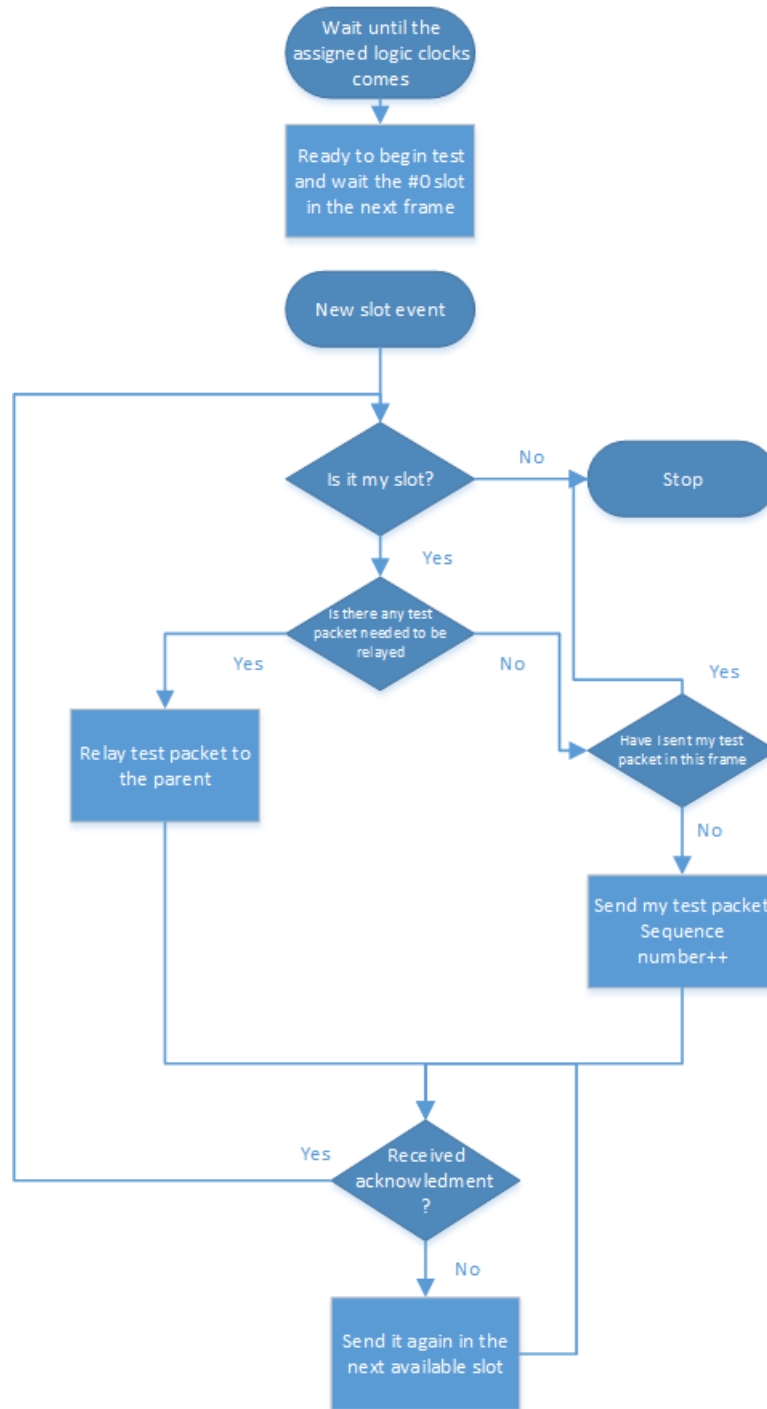 Wait until the
assigned logic clocks
comes
Ready to begin test
and wait the #0 slot
in the next frame
New slot event
Is it my slot?
No
Stop
Yes
Is there any test
packet needed to be
relayed
Yes
No
Relay test packet to
the parent
Yes
Have I sent my test
packet in this frame
No
Send my test packet
Sequence
number++
Yes
Received
acknowledment
?
No
Send it again in the
next available slot